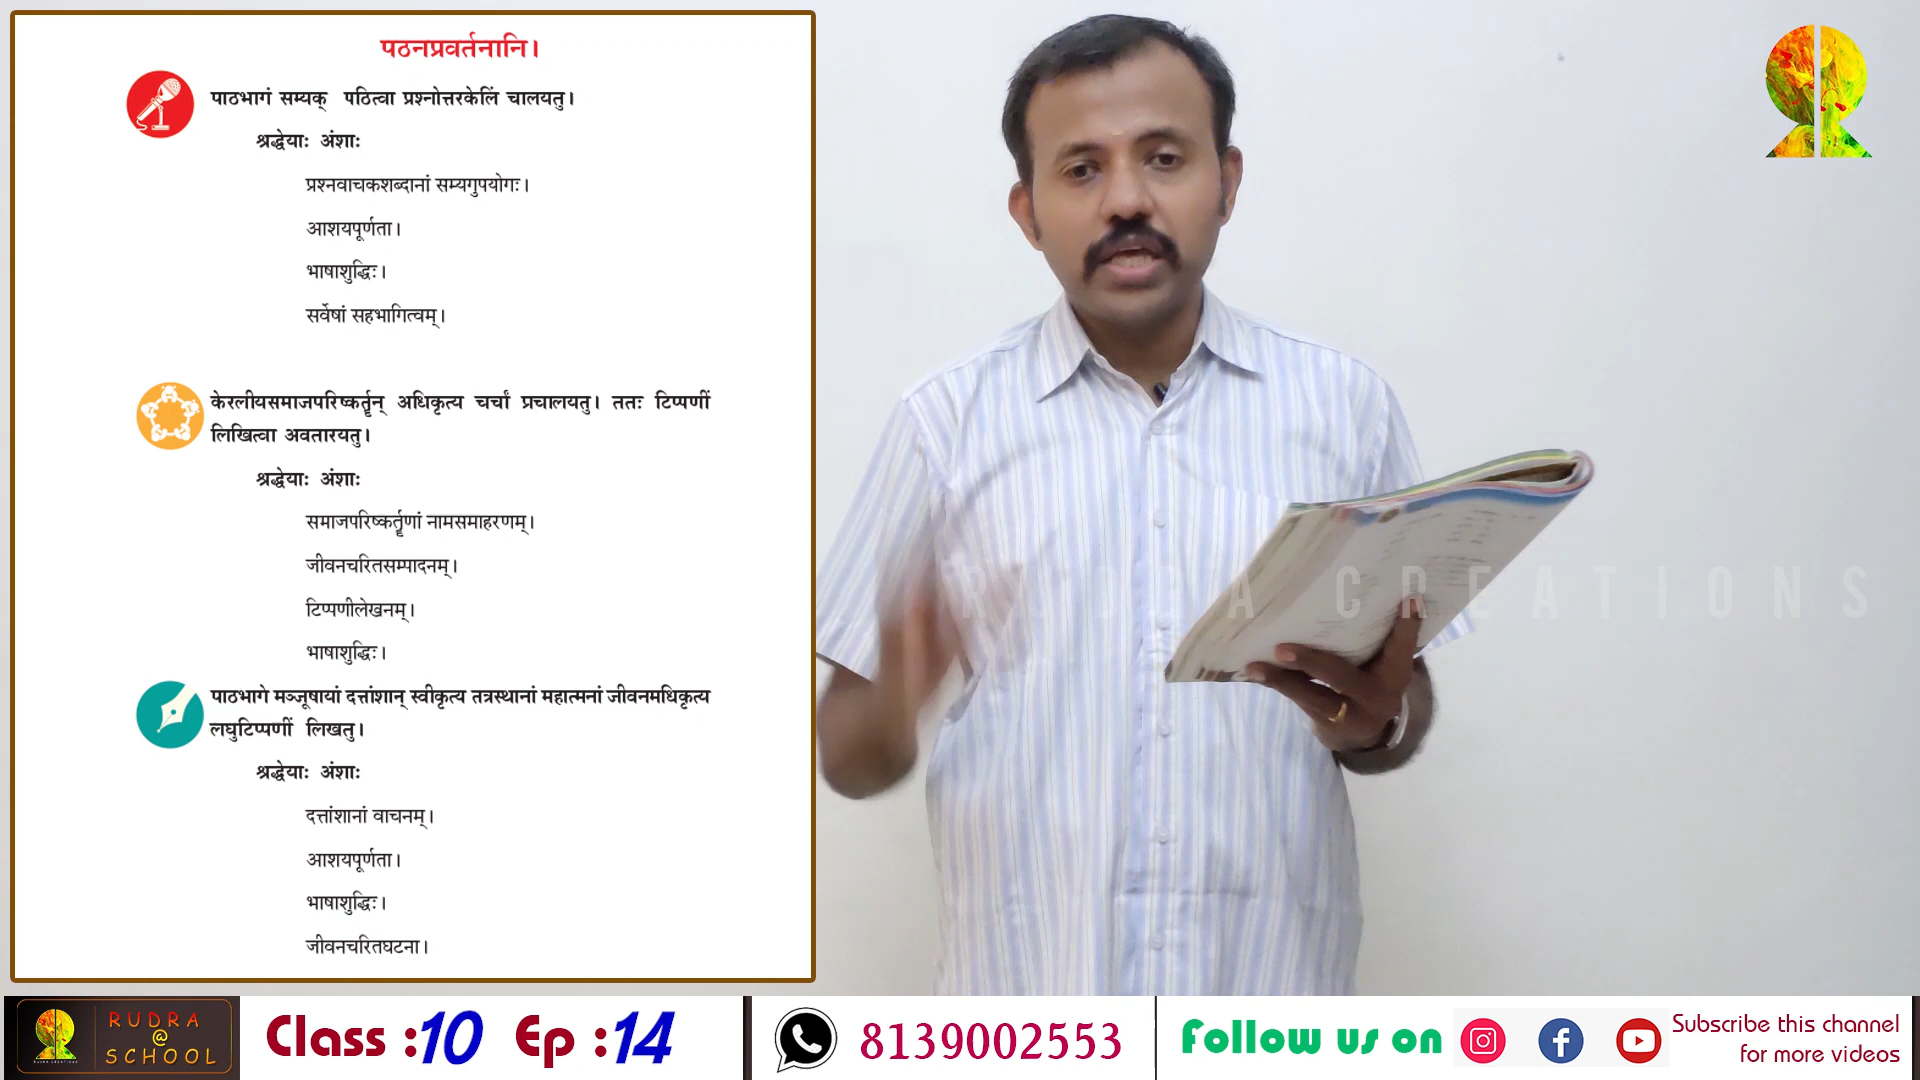 पठनप्रवर्तनानि।
पाठभागं सम्यक् पठित्वा प्रश्नोत्तरकेलिं चालयतु।
श्रद्धेयाः अंशाः
प्रश्नवाचकशब्दानां सम्यगुपयोगः।
आशयपूर्णता।
भाषाशुद्धिः।
सर्वेषां सहभागित्वम्।
केरलीयसमाजपरिष्कर्तॄन् अधिकृत्य चर्चां प्रचालयतु। ततः टिप्पणीं
लिखित्वा अवतारयतु।
श्रद्धेयाः अंशाः
समाजपरिष्कर्तॄणां नामसमाहरणम्।
जीवनचरितसम्पादनम्।
टिप्पणीलेखनम्।
भाषाशुद्धिः।
पाठभागे मञ्जूषायां दत्तांशान् स्वीकृत्य तत्रस्थानां महात्मनां जीवनमधिकृत्य
लघुटिप्पणीं लिखतु।
श्रद्धेयाः अंशाः
दत्तांशानां वाचनम्।
आशयपूर्णता।
भाषाशुद्धिः।
जीवनचरितघटना।
RUDRA CREATIONS
RUDRA
@
SCHOOL
Class :10 Ep :14
8139002553
Follow us on
Subscribe this channel
for more videos